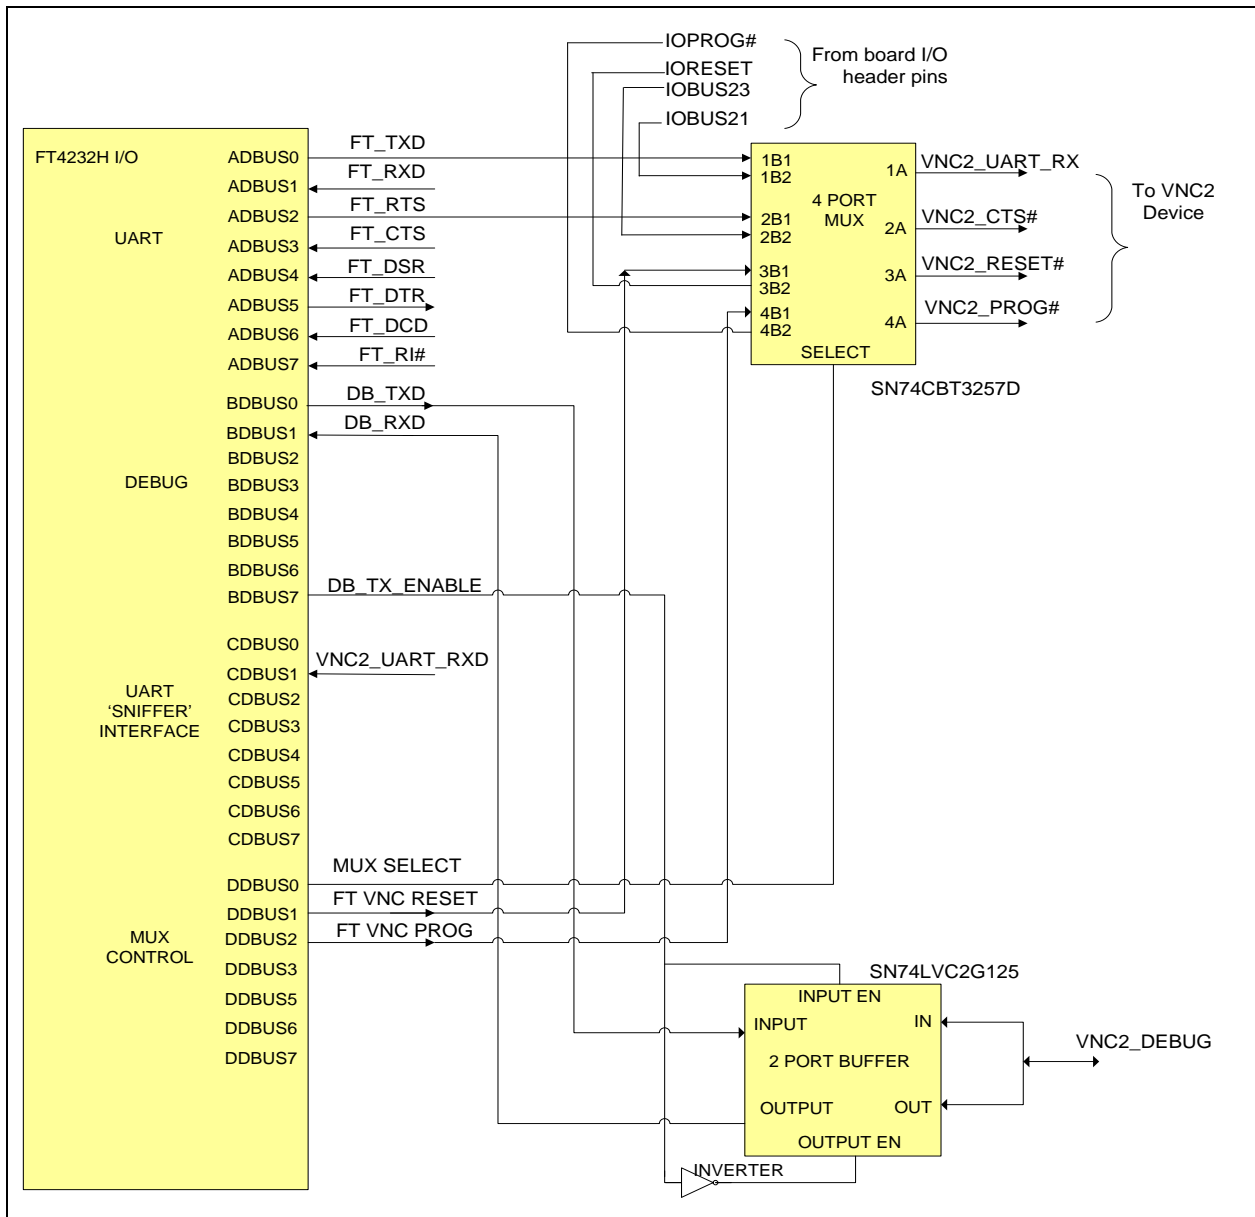 IOPROG#
IORESET
IOBUS23
IOBUS21
From board I/O
header pins
FT4232H I/O
UART
ADBUS0
ADBUS1
ADBUS2
ADBUS3
ADBUS4
ADBUS5
ADBUS6
ADBUS7
FT_TXD
FT_RXD
FT_RTS
FT_CTS
FT_DSR
FT_DTR
FT_DCD
FT_RI#
DEBUG
BDBUS0
BDBUS1
BDBUS2
BDBUS3
BDBUS4
BDBUS5
BDBUS6
BDBUS7
DB_TXD
DB_RXD
DB_TX_ENABLE
UART
‘SNIFFER’
INTERFACE
CDBUS0
CDBUS1
CDBUS2
CDBUS3
CDBUS4
CDBUS5
CDBUS6
CDBUS7
VNC2_UART_RXD
MUX
CONTROL
DDBUS0
DDBUS1
DDBUS2
DDBUS3
DDBUS5
DDBUS6
DDBUS7
MUX SELECT
FT VNC RESET
FT VNC PROG
1B1
1B2
2B1
2B2
3B1
3B2
4B1
4B2
4 PORT
MUX
1A
2A
3A
4A
SELECT
SN74CBT3257D
VNC2_UART_RX
VNC2_CTS#
VNC2_RESET#
VNC2_PROG#
To VNC2
Device
SN74LVC2G125
INPUT EN
INPUT
IN
2 PORT BUFFER
OUTPUT
OUT
OUTPUT EN
VNC2_DEBUG
INVERTER